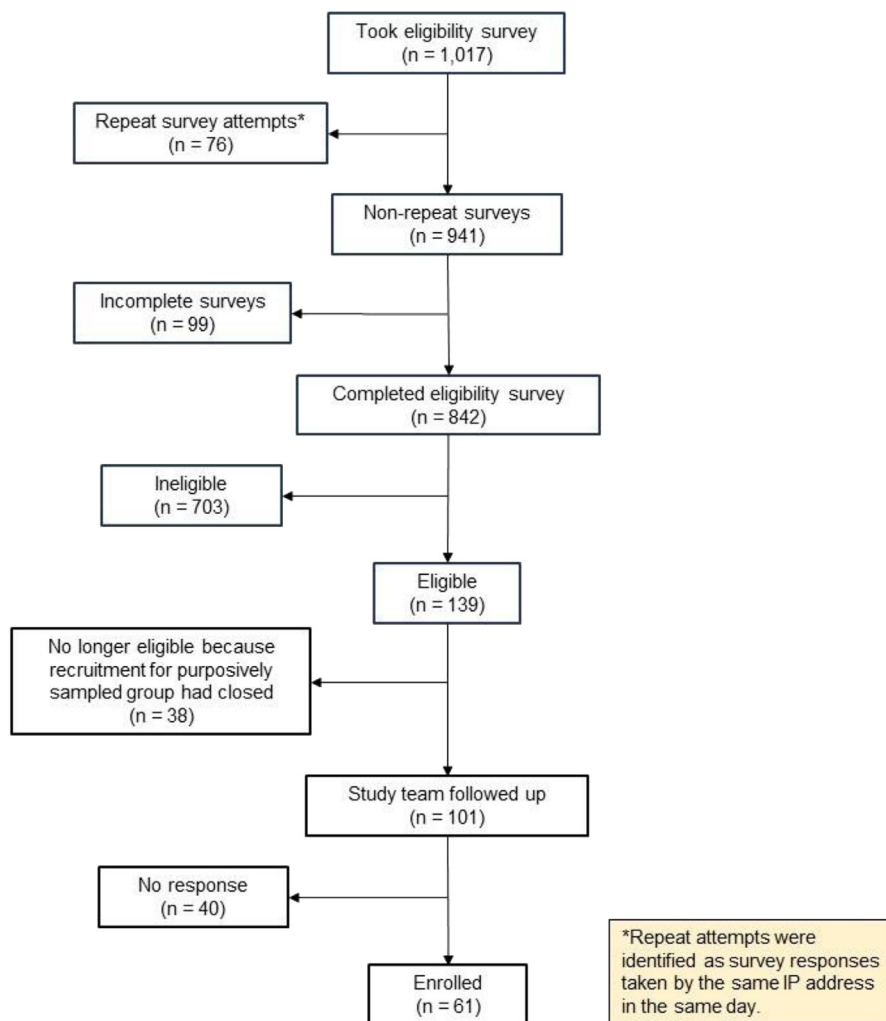 Took eligibility survey
(n = 1,017)
Repeat survey attempts*
(n = 76)
Non-repeat surveys
(n = 941)
Incomplete surveys
(n = 99)
Completed eligibility survey
(n = 842)
Ineligible
(n = 703)
Eligible
(n = 139)
No longer eligible because
recruitment for purposively
sampled group had closed
(n = 38)
Study team followed up
(n = 101)
No response
(n = 40)
Enrolled
(n = 61)
*Repeat attempts were
identified as survey responses
taken by the same IP address
in the same day.